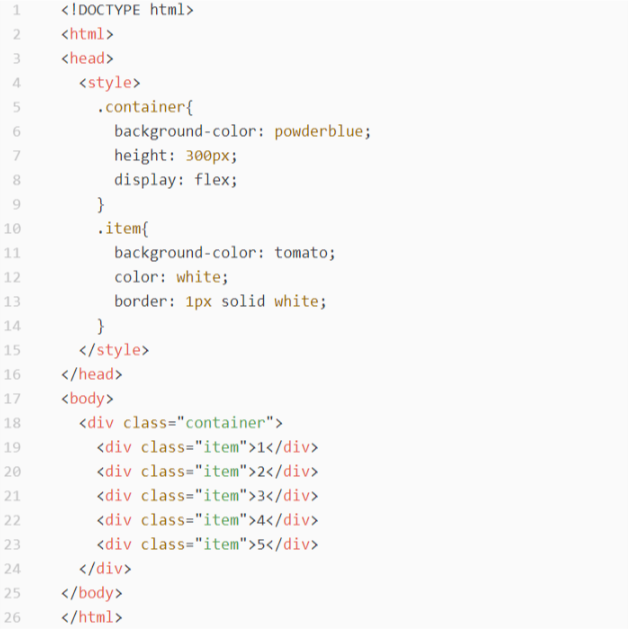 1 <!DOCTYPE html>
2 <html>
3 <head>
4 <style>
5 .container{
6 background-color: powderblue;
7 height: 300px;
8 display: flex;
9 }
10 .item{
11 background-color: tomato;
12 color: white;
13 border: 1px solid white;
14 }
15 </style>
16 </head>
17 <body>
18 <div class="container">
19 <div class="item">1</div>
20 <div class="item">2</div>
21 <div class="item">3</div>
22 <div class="item">4</div>
23 <div class="item">5</div>
24 </div>
25 </body>
26 </html>